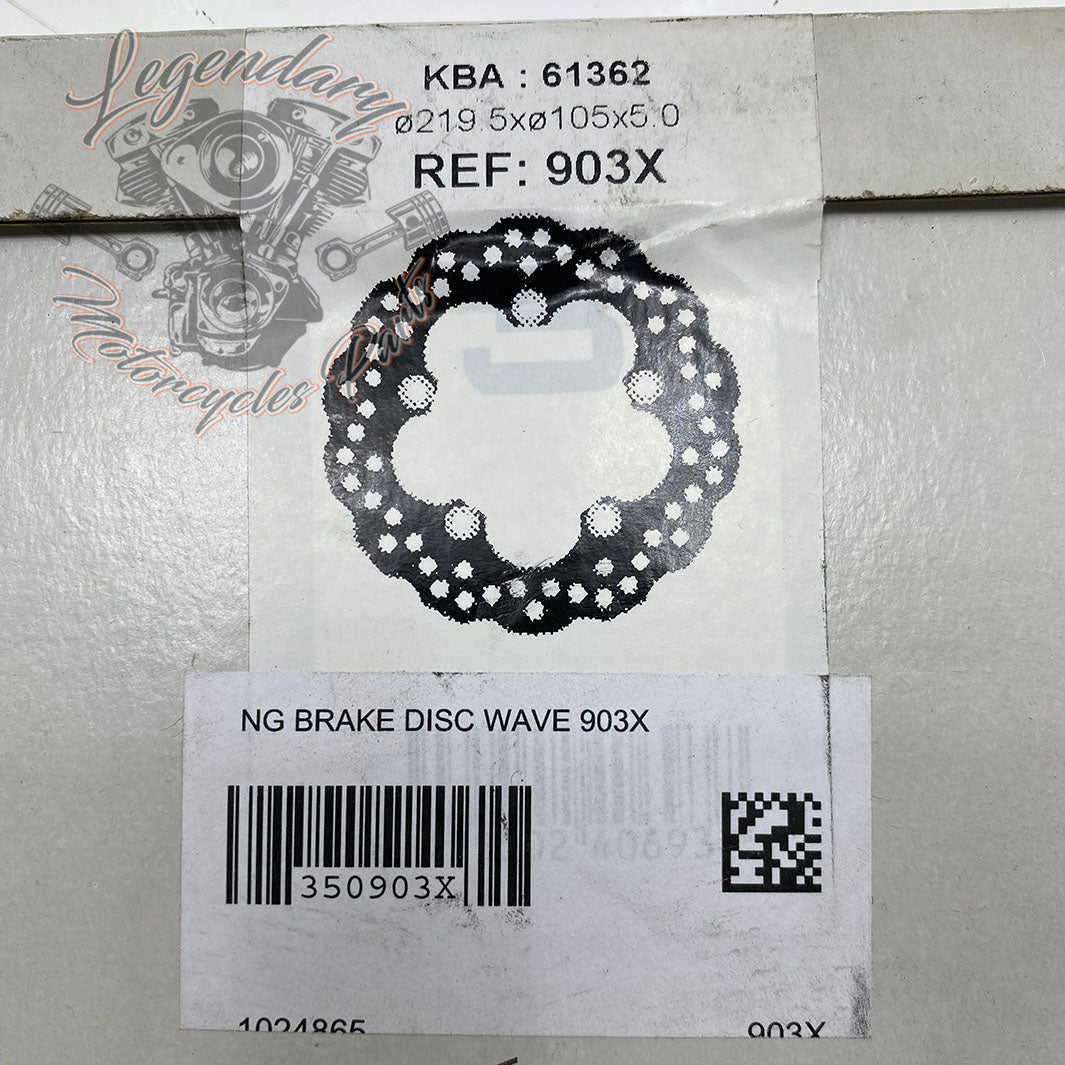 Legendary
Motorcycles Parts
KBA : 61362
ø219.5xø105x5.0
REF: 903X
NG BRAKE DISC WAVE 903X
350903X
1024865 903X